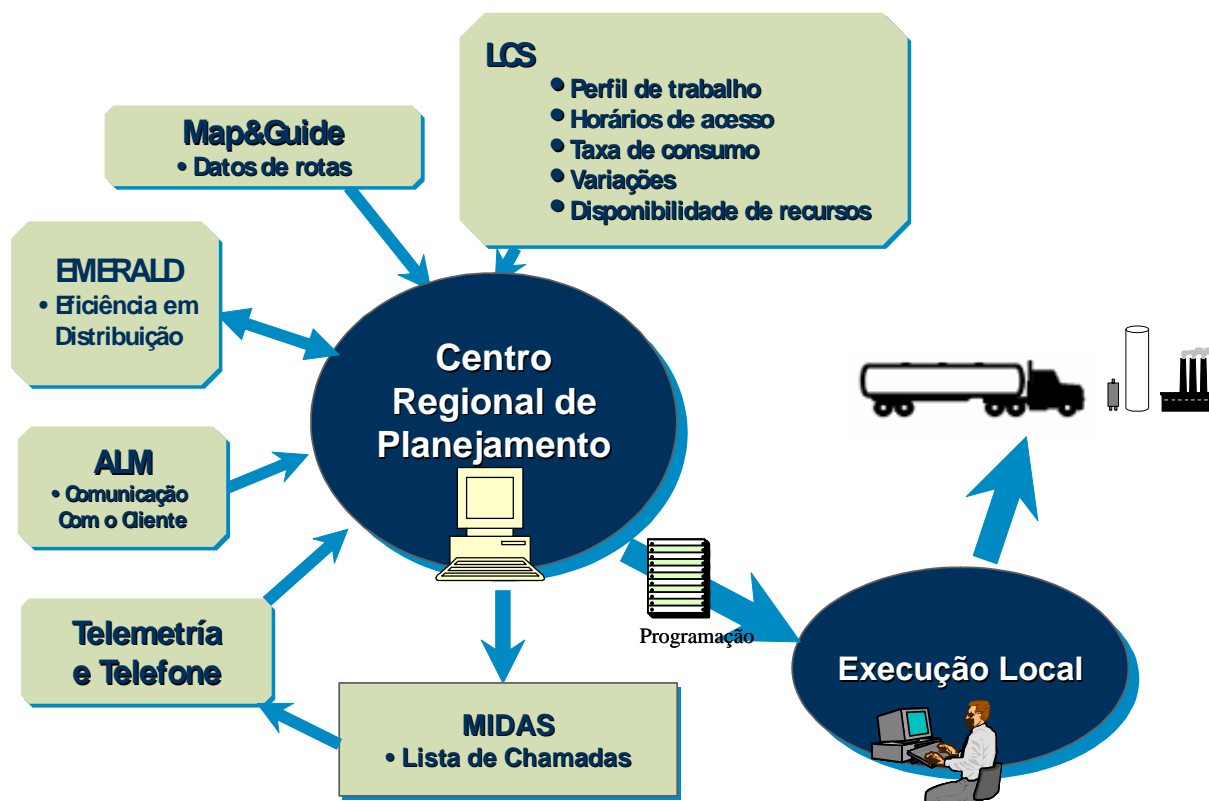 LCS
• Perfil de trabalho
• Horários de acesso
• Taxa de consumo
• Variações
• Disponibilidade de recursos
Map&Guide
• Datos de rotas
EMERALD
• Eficiência em
Distribuição
Centro
Regional de
Planejamento
ALM
• Comunicação
Com o Cliente
Telemetría
e Telefone
Programação
Execução Local
MIDAS
• Lista de Chamadas